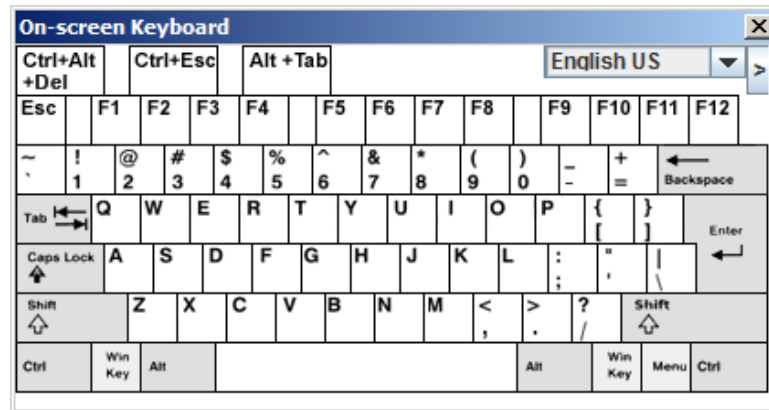 On-screen Keyboard
Ctrl+Alt +Del Ctrl+Esc Alt +Tab English US >
Esc F1 F2 F3 F4 F5 F6 F7 F8 F9 F10 F11 F12
~ ! @ # $ % ^ & * ( ) _ +
` 1 2 3 4 5 6 7 8 9 0 - = Backspace
Tab Q W E R T Y U I O P { }
[ ] Enter
Caps Lock A S D F G H J K L : " |
; ' \
Shift Z X C V B N M < > ? Shift
, . /
Ctrl Win Key Alt Alt Win Key Menu Ctrl